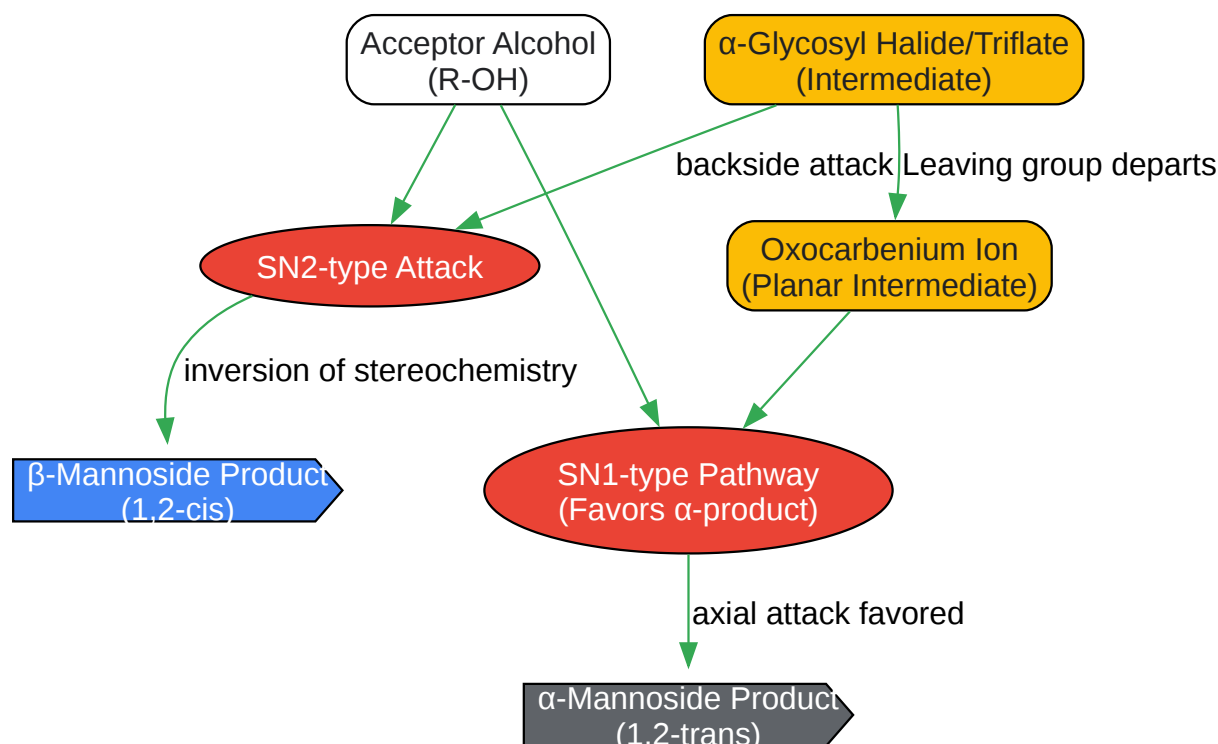 Acceptor Alcohol
(R-OH)
α-Glycosyl Halide/Triflate
(Intermediate)
backside attack
Leaving group departs
SN2-type Attack
Oxocarbenium Ion
(Planar Intermediate)
inversion of stereochemistry
β-Mannoside Product
(1,2-cis)
SN1-type Pathway
(Favors α-product)
axial attack favored
α-Mannoside Product
(1,2-trans)